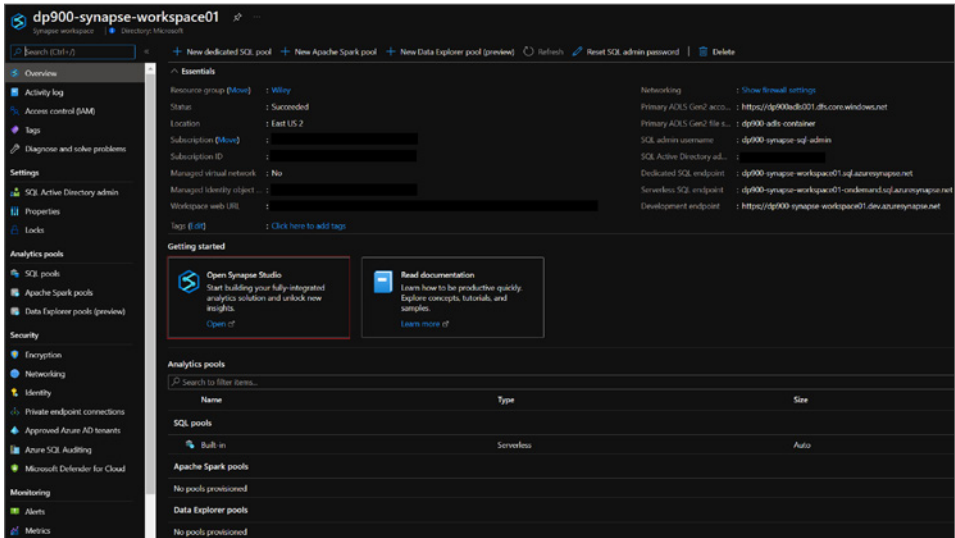 dp900-synapse-workspace01
Synapse workspace | Directory: Microsoft
Search (Ctrl+/)
Overview
Activity log
Access control (IAM)
Tags
Diagnose and solve problems
Settings
SQL Active Directory admin
Properties
Locks
Analytics pools
SQL pools
Apache Spark pools
Data Explorer pools (preview)
Security
Encryption
Networking
Identity
Private endpoint connections
Approved Azure AD tenants
Azure SQL Auditing
Microsoft Defender for Cloud
Monitoring
Alerts
Metrics
New dedicated SQL pool New Apache Spark pool New Data Explorer pool (preview) Refresh Reset SQL admin password | Delete
Essentials
Resource group (Move) : Wiley
Status : Succeeded
Location : East US 2
Subscription (Move) :
Subscription ID :
Managed virtual network : No
Managed Identity object ... :
Workspace web URL :
Tags (Edit) : Click here to add tags
Networking : Show firewall settings
Primary ADLS Gen2 acco... : https://dp900adls001.dfs.core.windows.net
Primary ADLS Gen2 file s... : dp900-adls-container
SQL admin username : dp900-synapse-sql-admin
SQL Active Directory ad... :
Dedicated SQL endpoint : dp900-synapse-workspace01.sql.azuresynapse.net
Serverless SQL endpoint : dp900-synapse-workspace01-ondemand.sql.azuresynapse.net
Development endpoint : https://dp900-synapse-workspace01.dev.azuresynapse.net
Getting started
Open Synapse Studio
Start building your fully-integrated
analytics solution and unlock new
insights.
Open
Read documentation
Learn how to be productive quickly.
Explore concepts, tutorials, and
samples.
Learn more
Analytics pools
Search to filter items...
Name Type Size
SQL pools
Built-in Serverless Auto
Apache Spark pools
No pools provisioned
Data Explorer pools
No pools provisioned